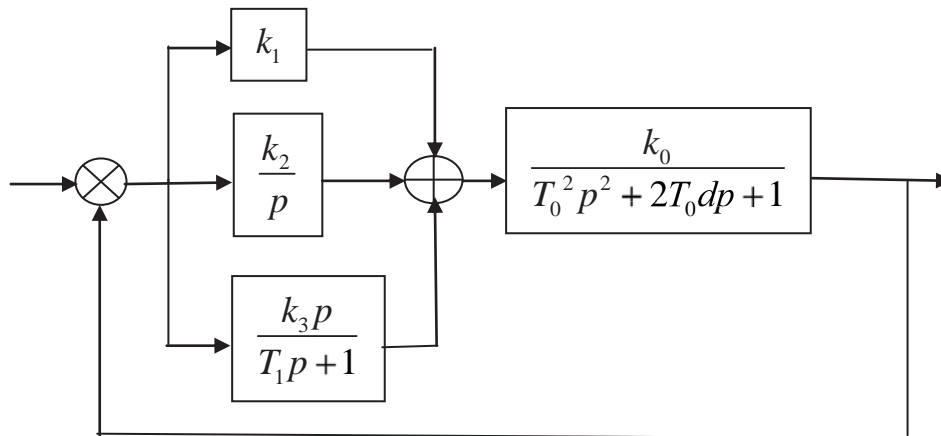 k₁
k₂
p
k₀
T₀²p² + 2T₀dp + 1
k₃p
T₁p + 1